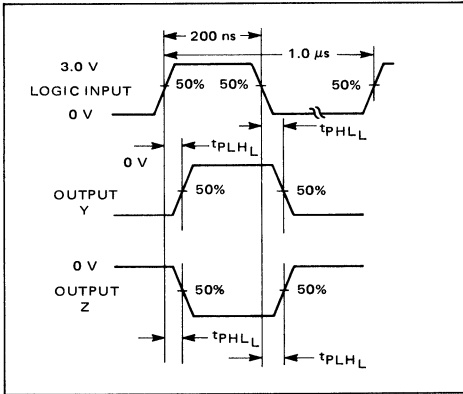 200 ns
1.0 μs
3.0 V
LOGIC INPUT
0 V
50%
50%
50%
tPHLL
tPLHL
0 V
OUTPUT
Y
50%
50%
0 V
OUTPUT
Z
50%
50%
tPHLL
tPLHL